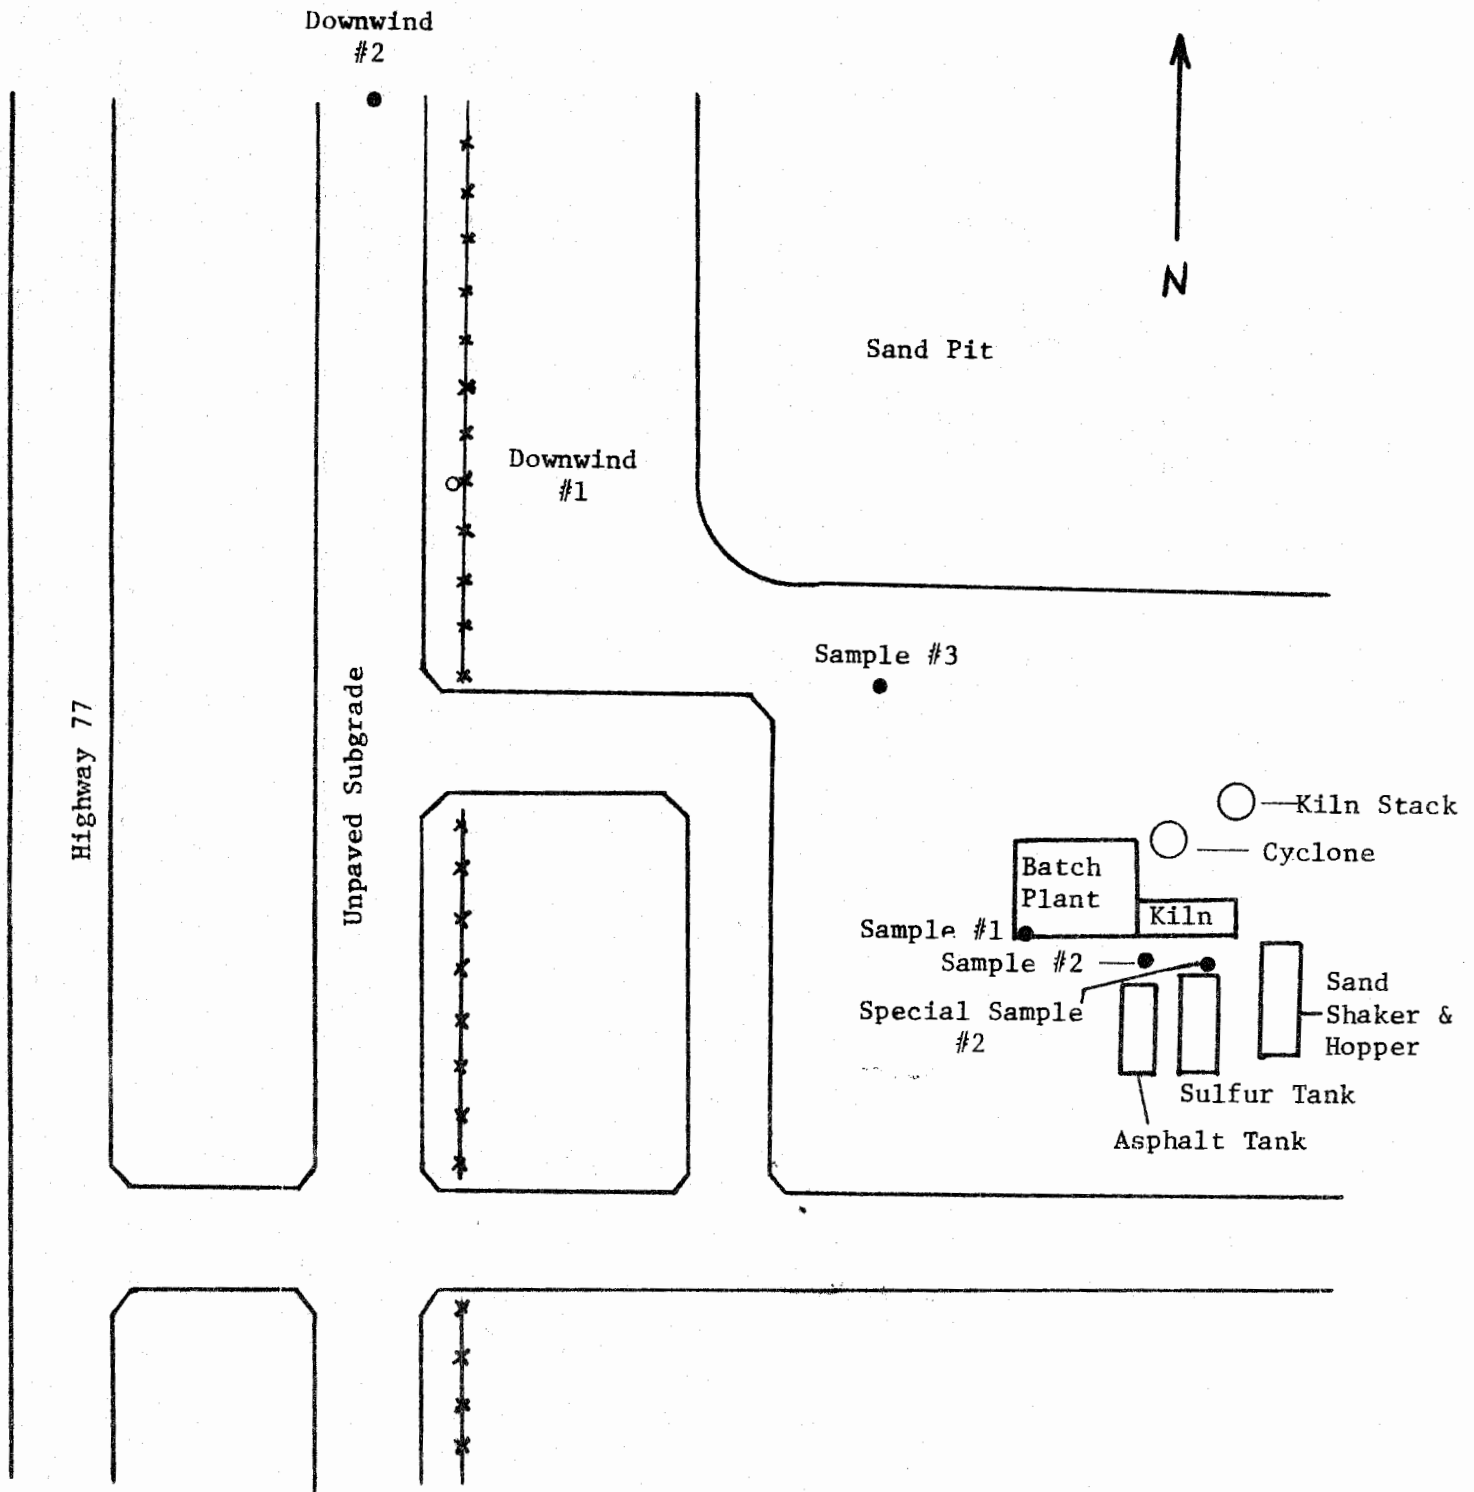 Downwind
#2
N
Sand Pit
Downwind
#1
Sample #3
Highway 77
Unpaved Subgrade
Kiln Stack
Cyclone
Batch
Plant
Kiln
Sample #1
Sample #2
Special Sample
#2
Sand
Shaker &
Hopper
Sulfur Tank
Asphalt Tank